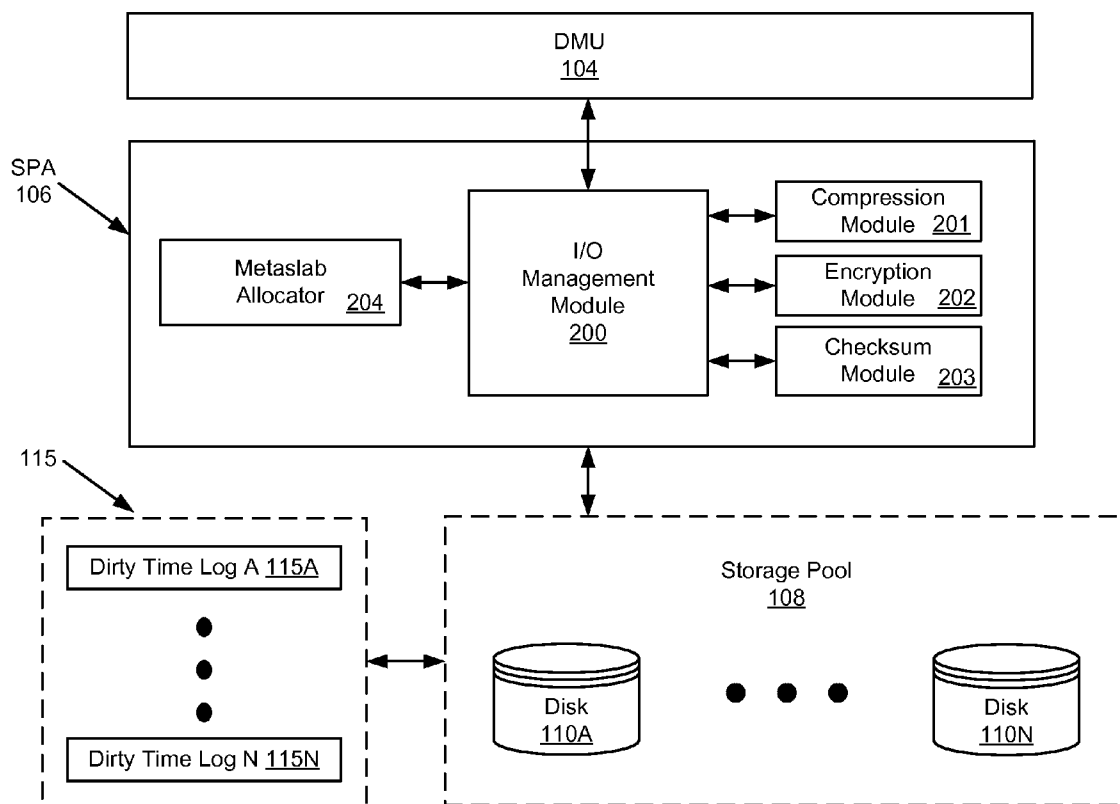 DMU
104
SPA
106
Metaslab
Allocator 204
I/O
Management
Module
200
Compression
Module 201
Encryption
Module 202
Checksum
Module 203
115
Dirty Time Log A 115A
Dirty Time Log N 115N
Storage Pool
108
Disk
110A
Disk
110N